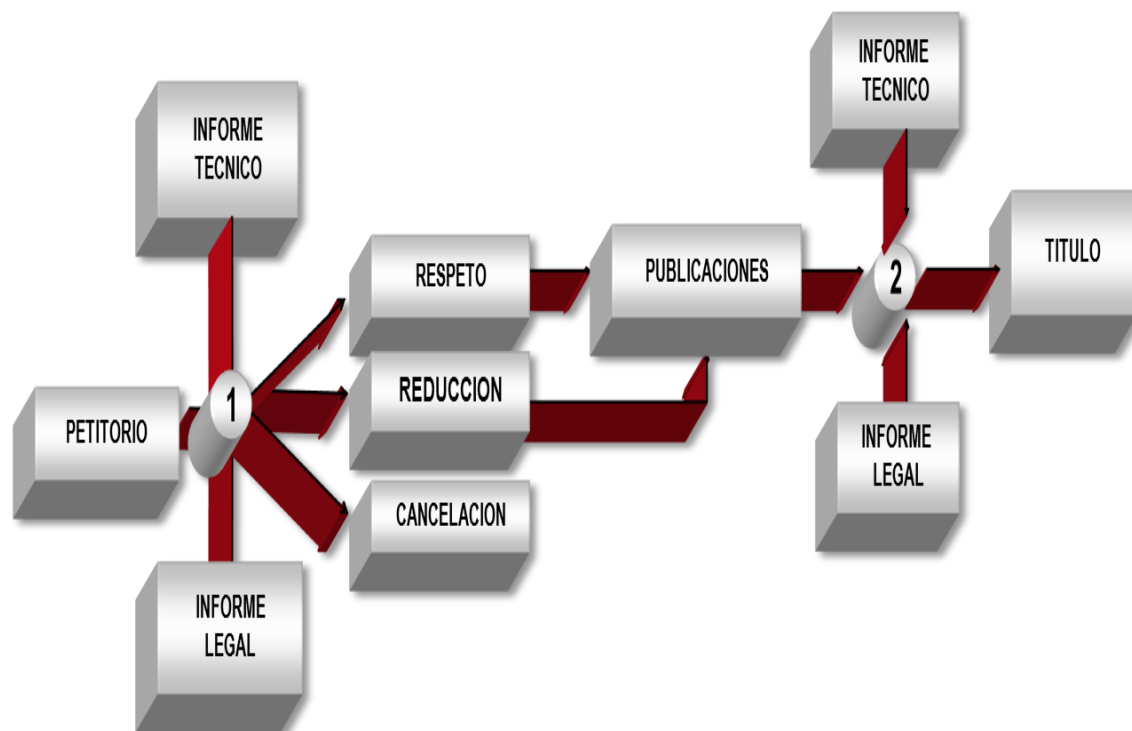 INFORME
TECNICO
PETITORIO
1
INFORME
LEGAL
RESPETO
REDUCCION
CANCELACION
PUBLICACIONES
INFORME
TECNICO
2
INFORME
LEGAL
TITULO